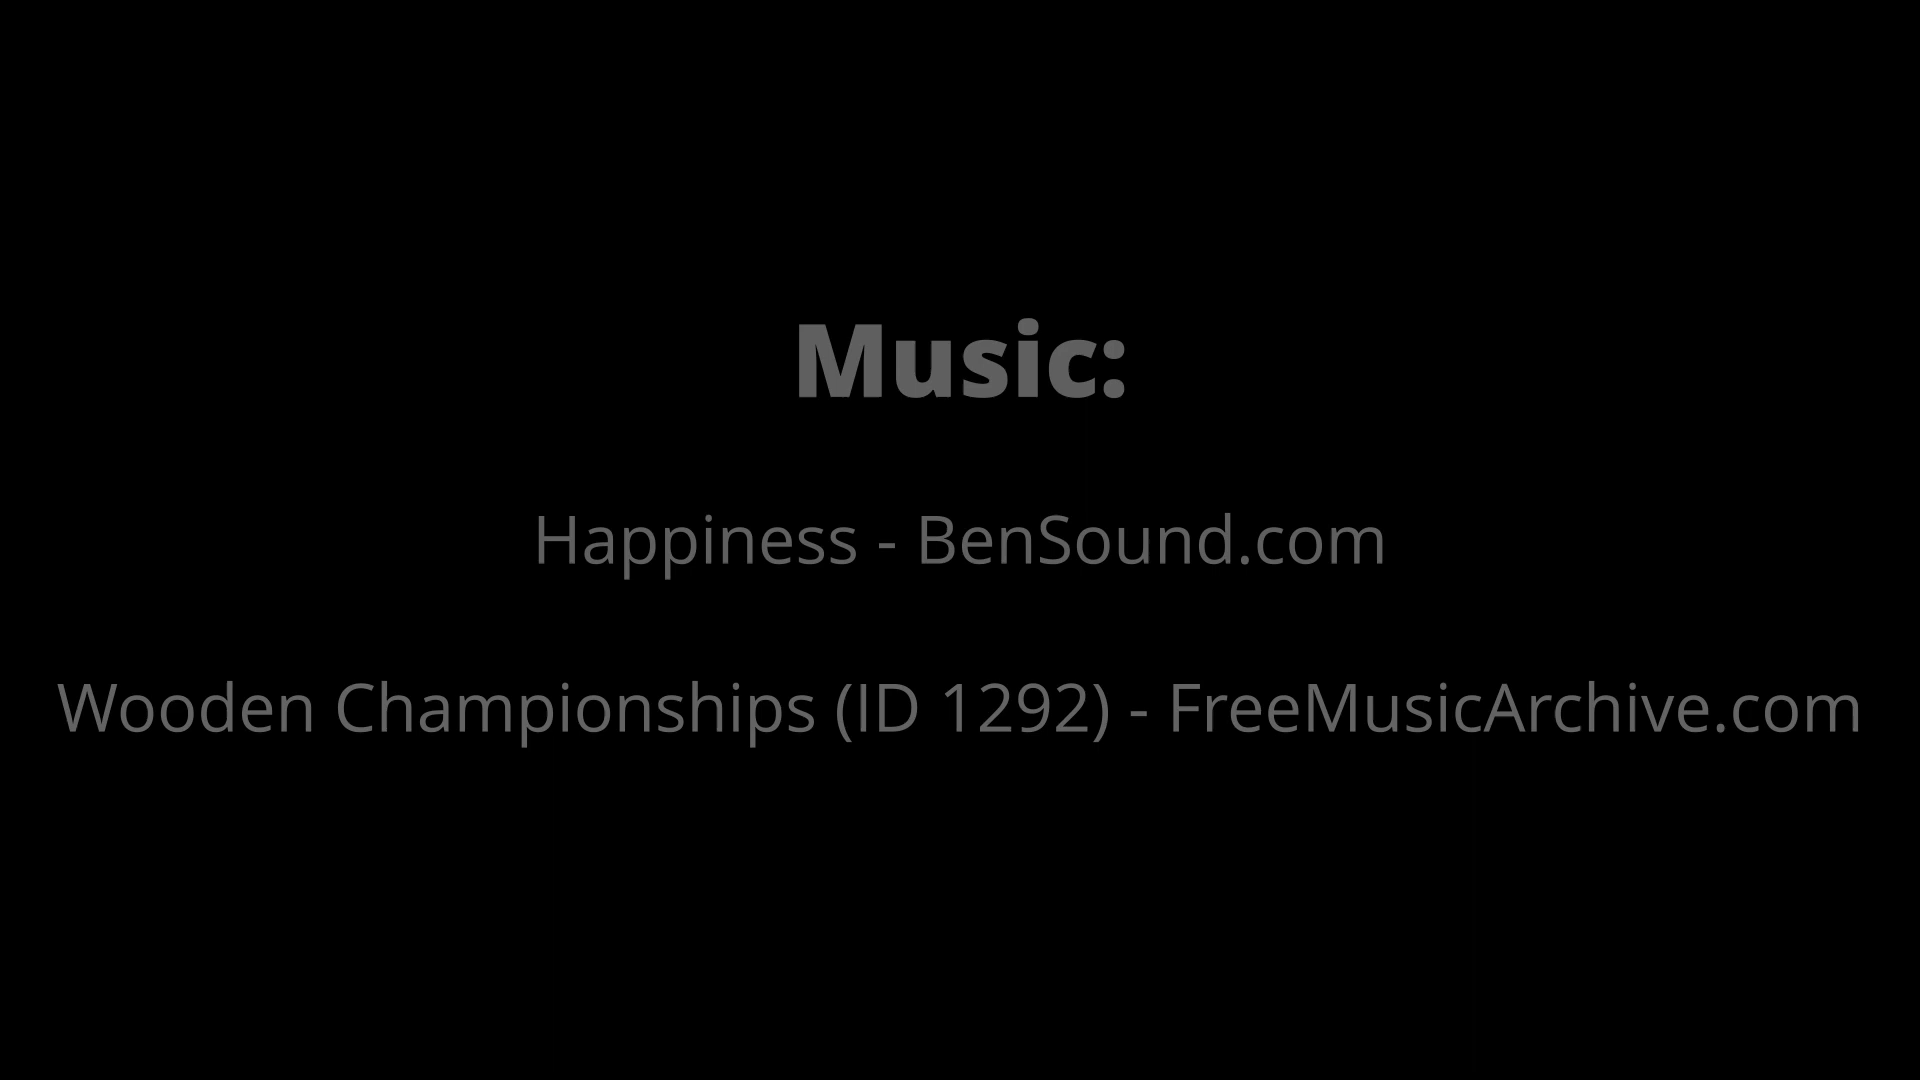 Music:
Happiness - BenSound.com
Wooden Championships (ID 1292) - FreeMusicArchive.com